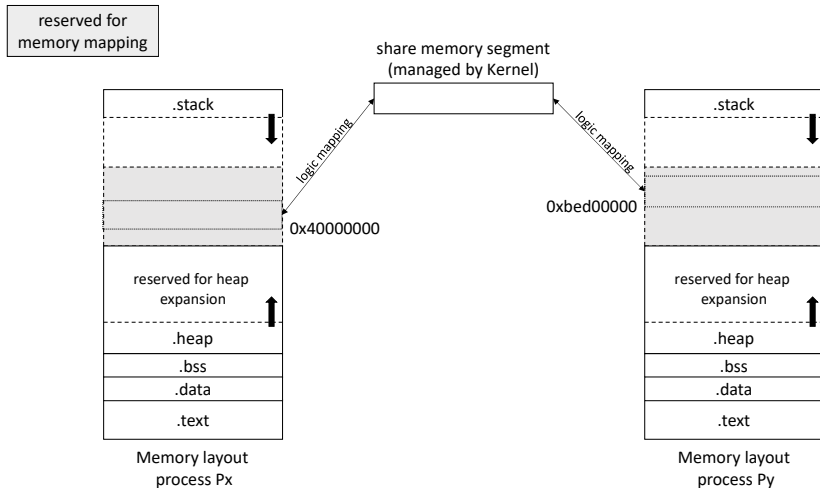 reserved for
memory mapping
share memory segment
(managed by Kernel)
.stack
logic mapping
0x40000000
reserved for heap
expansion
.heap
.bss
.data
.text
Memory layout
process Px
logic mapping
.stack
0xbed00000
reserved for heap
expansion
.heap
.bss
.data
.text
Memory layout
process Py